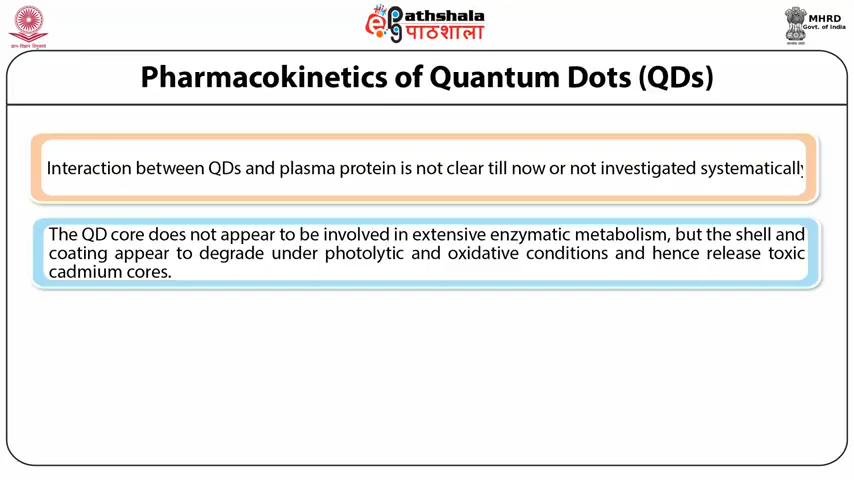 ज्ञान-विज्ञान विमुक्तये
ePathshala
पाठशाला
MHRD
Govt. of India
Pharmacokinetics of Quantum Dots (QDs)
Interaction between QDs and plasma protein is not clear till now or not investigated systematically
The QD core does not appear to be involved in extensive enzymatic metabolism, but the shell and
coating appear to degrade under photolytic and oxidative conditions and hence release toxic
cadmium cores.